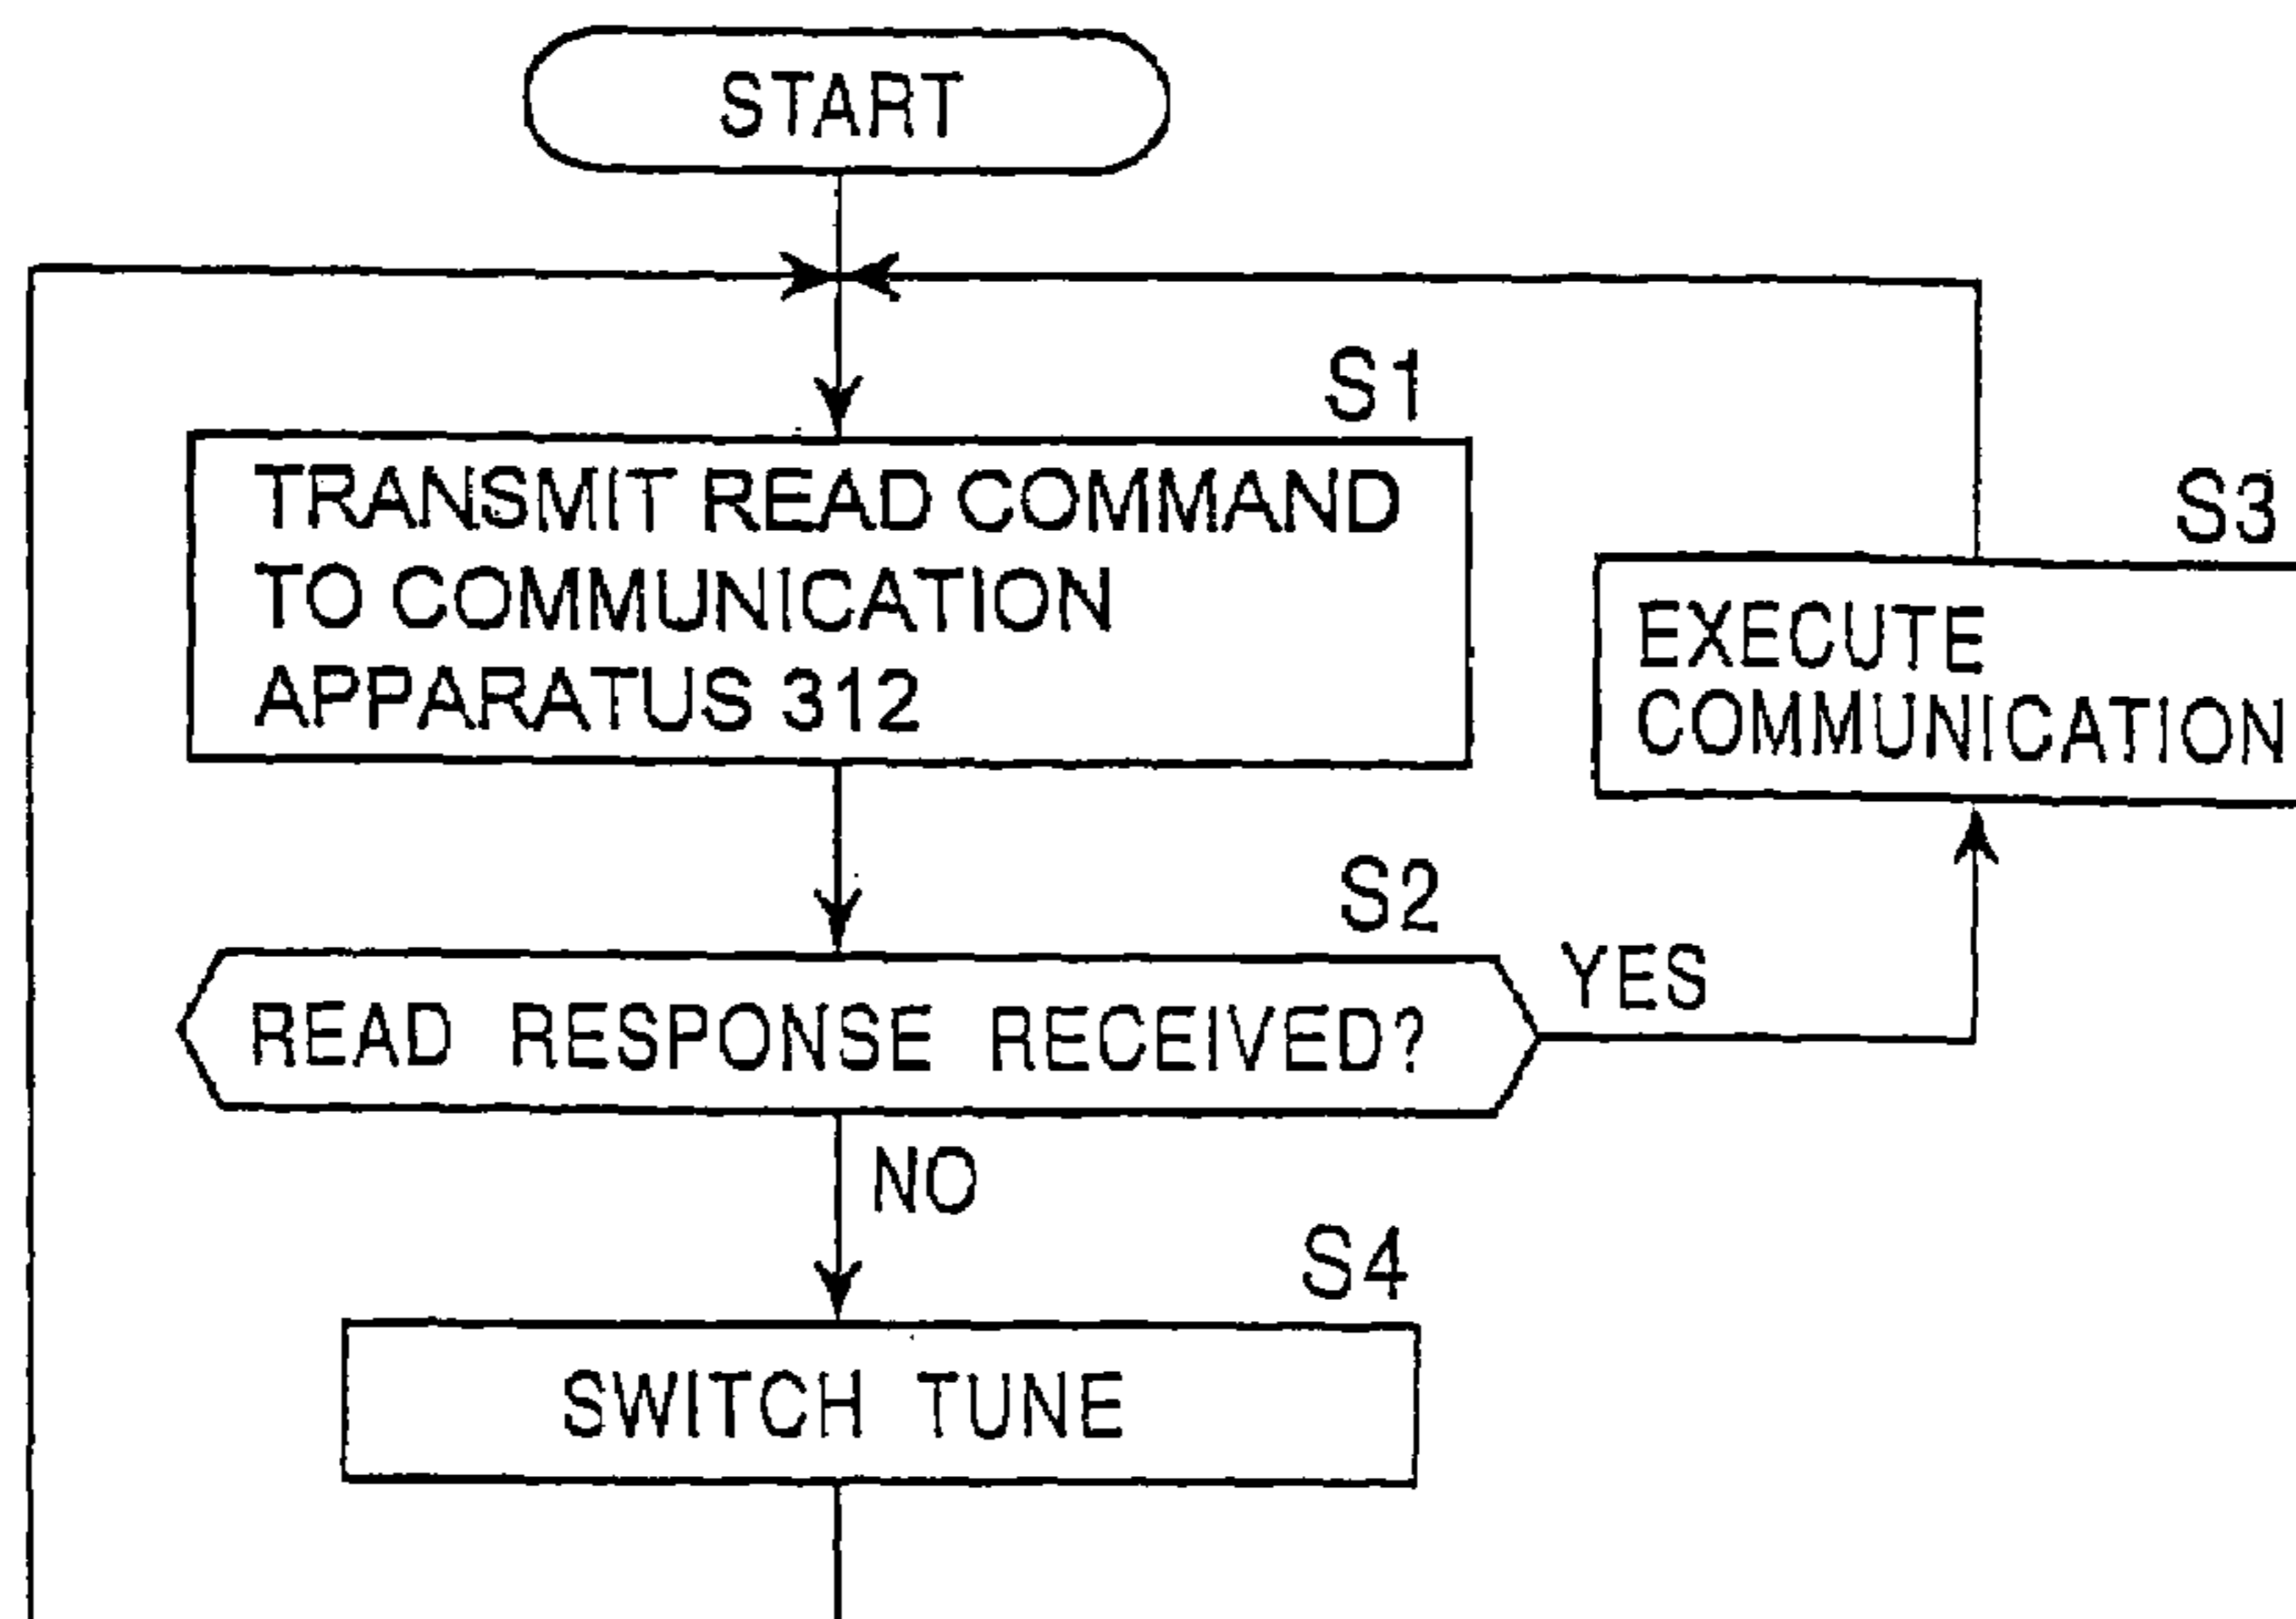 START
S1
TRANSMIT READ COMMAND
TO COMMUNICATION
APPARATUS 312
S3
EXECUTE
COMMUNICATION
S2
READ RESPONSE RECEIVED?
YES
NO
S4
SWITCH TUNE